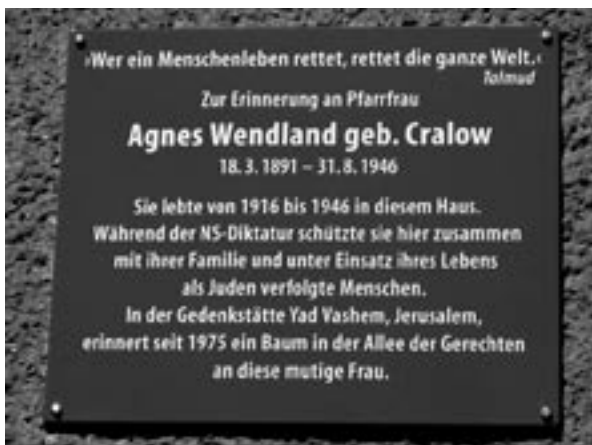 ›Wer ein Menschenleben rettet, rettet die ganze Welt.‹
Talmud
Zur Erinnerung an Pfarrfrau
Agnes Wendland geb. Cralow
18. 3. 1891 – 31. 8. 1946
Sie lebte von 1916 bis 1946 in diesem Haus.
Während der NS-Diktatur schützte sie hier zusammen
mit ihrer Familie und unter Einsatz ihres Lebens
als Juden verfolgte Menschen.
In der Gedenkstätte Yad Vashem, Jerusalem,
erinnert seit 1975 ein Baum in der Allee der Gerechten
an diese mutige Frau.